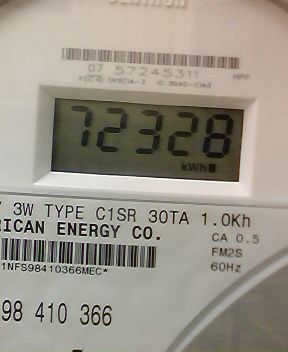 07 57245311
72328
kWh
3W TYPE C1SR 30TA 1.0Kh
RICAN ENERGY CO. CA 0.5
FM2S
1NFS98410366MEC* 60Hz
98 410 366